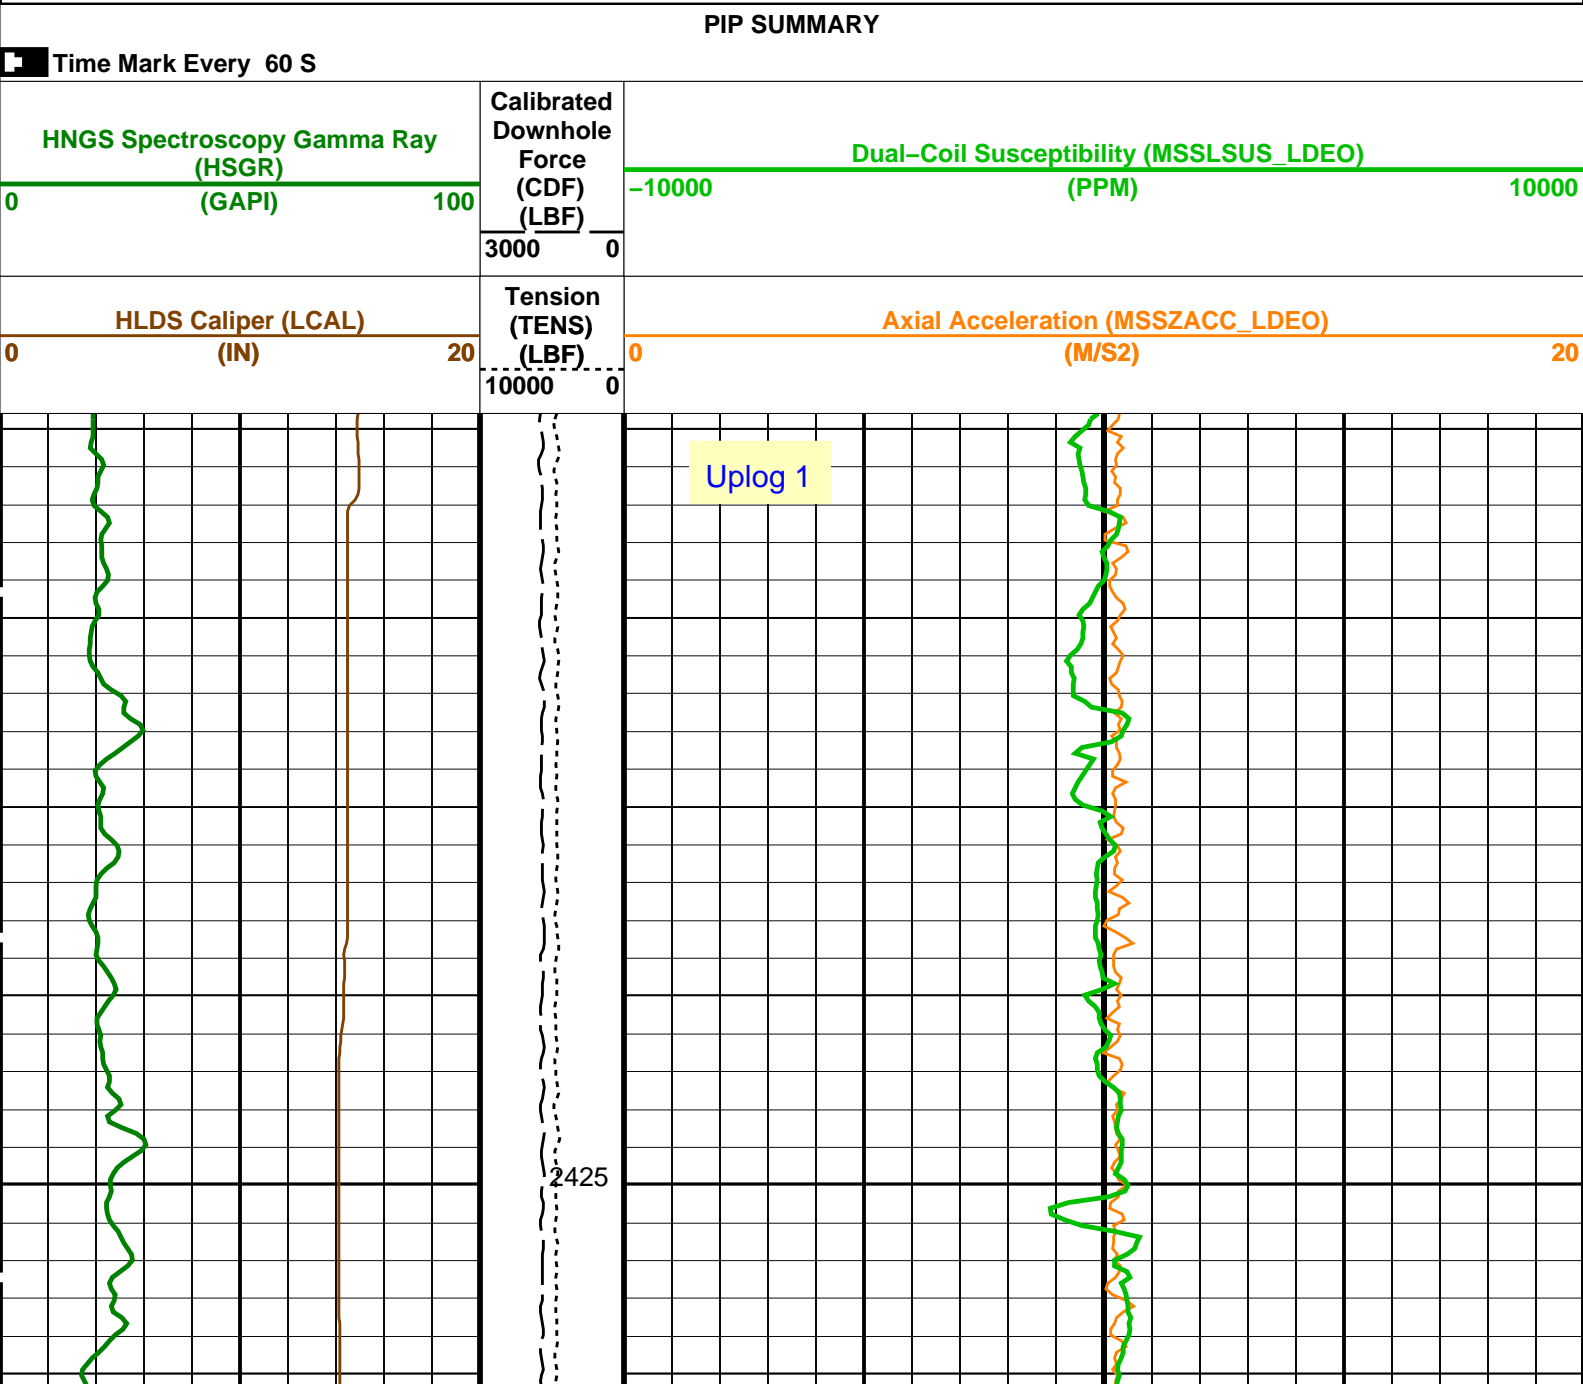 PIP SUMMARY
Time Mark Every 60 S
HNGS Spectroscopy Gamma Ray
(HSGR)
0 (GAPI) 100
Calibrated
Downhole
Force
(CDF)
(LBF)
3000 0
Dual−Coil Susceptibility (MSSLSUS_LDEO)
−10000 (PPM) 10000
HLDS Caliper (LCAL)
0 (IN) 20
Tension
(TENS)
(LBF)
10000 0
Axial Acceleration (MSSZACC_LDEO)
0 (M/S2) 20
Uplog 1
2425